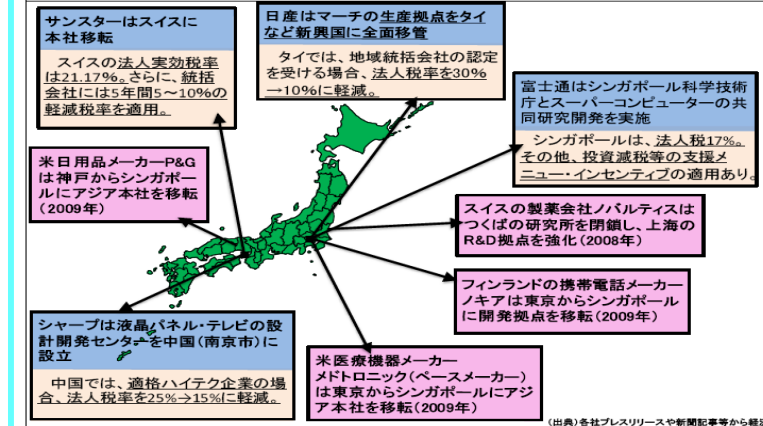 サンスターはスイスに
本社移転
スイスの法人実効税率
は21.17%。さらに、統括
会社には5年間5～10%の
軽減税率を適用。
日産はマーチの生産拠点をタイ
など新興国に全面移管
タイでは、地域統括会社の認定
を受ける場合、法人税率を30%
→10%に軽減。
富士通はシンガポール科学技術
庁とスーパーコンピューターの共
同研究開発を実施
シンガポールは、法人税17%。
その他、投資減税等の支援メ
ニュー・インセンティブの適用あり。
米日用品メーカーP&G
は神戸からシンガポー
ルにアジア本社を移転
(2009年)
スイスの製薬会社ノバルティスは
つくばの研究所を閉鎖し、上海の
R&D拠点を強化(2008年)
フィンランドの携帯電話メーカー
ノキアは東京からシンガポール
に開発拠点を移転(2009年)
シャープは液晶パネル・テレビの設
計開発センターを中国(南京市)に
設立
中国では、適格ハイテク企業の場
合、法人税率を25%→15%に軽減。
米医療機器メーカー
メドトロニック(ペースメーカー)
は東京からシンガポールにアジ
ア本社を移転(2009年)
(出典)各社プレスリリースや新聞記事等から経済